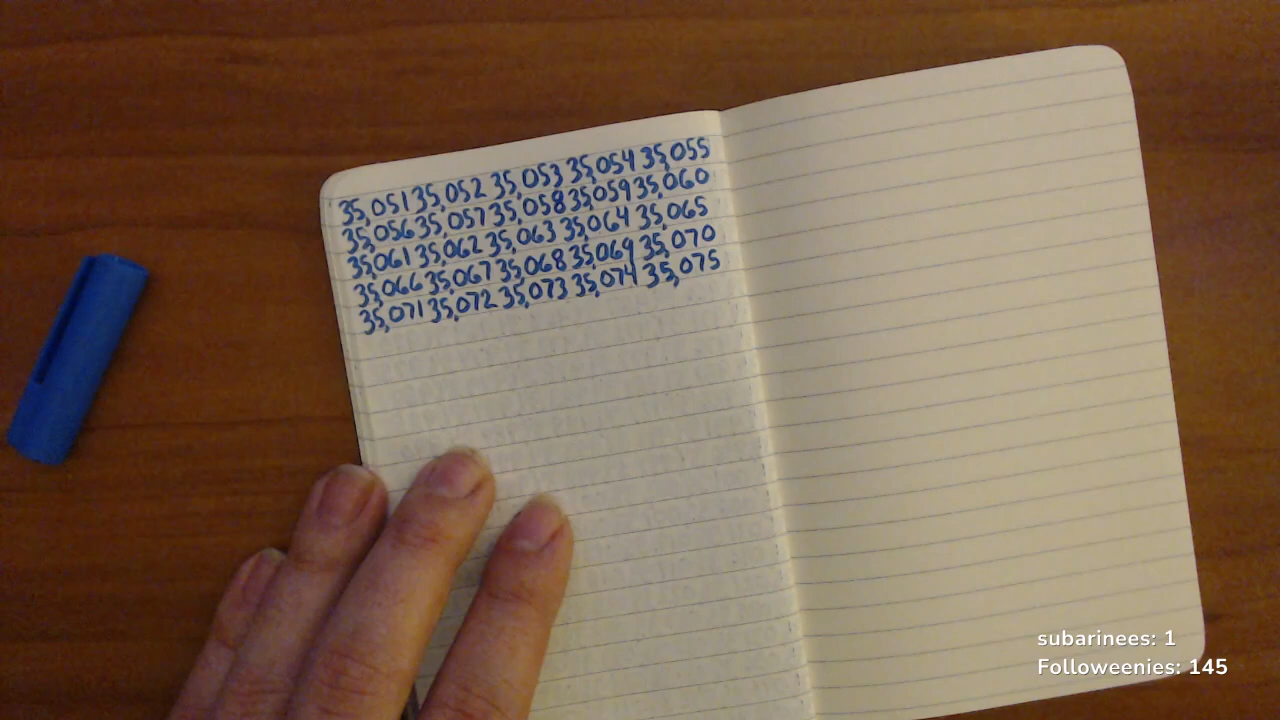 35,051 35,052 35,053 35,054 35,055
35,056 35,057 35,058 35,059 35,060
35,061 35,062 35,063 35,064 35,065
35,066 35,067 35,068 35,069 35,070
35,071 35,072 35,073 35,074 35,075
subarinees: 1
Followeenies: 145